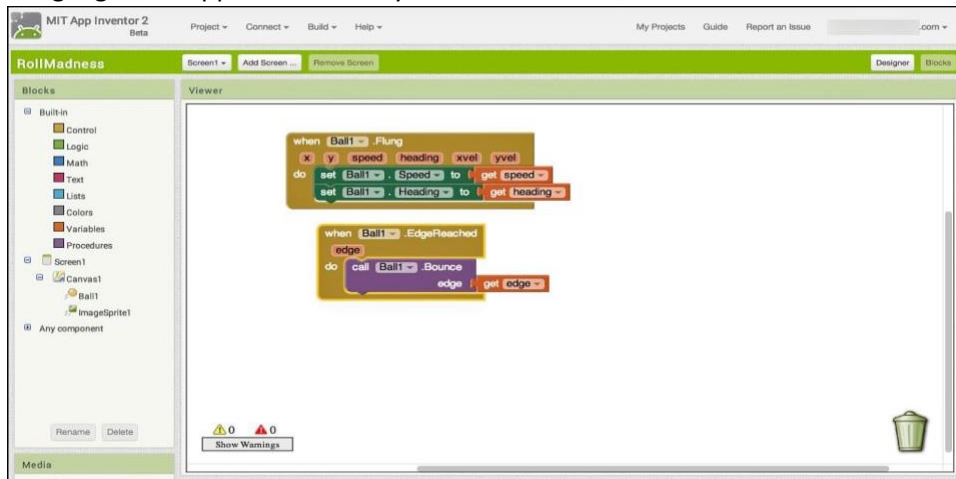 MIT App Inventor 2
Beta
Project
Connect
Build
Help
My Projects
Guide
Report an Issue
.com
RollMadness
Screen1
Add Screen ...
Remove Screen
Designer
Blocks
Blocks
Viewer
Built-in
Control
Logic
Math
Text
Lists
Colors
Variables
Procedures
Screen1
Canvas1
Ball1
ImageSprite1
Any component
Rename
Delete
Media
when Ball1 .Flung
x y speed heading xvel yvel
do set Ball1 . Speed to get speed
set Ball1 . Heading to get heading
when Ball1 .EdgeReached
edge
do call Ball1 .Bounce
edge get edge
0 0
Show Warnings